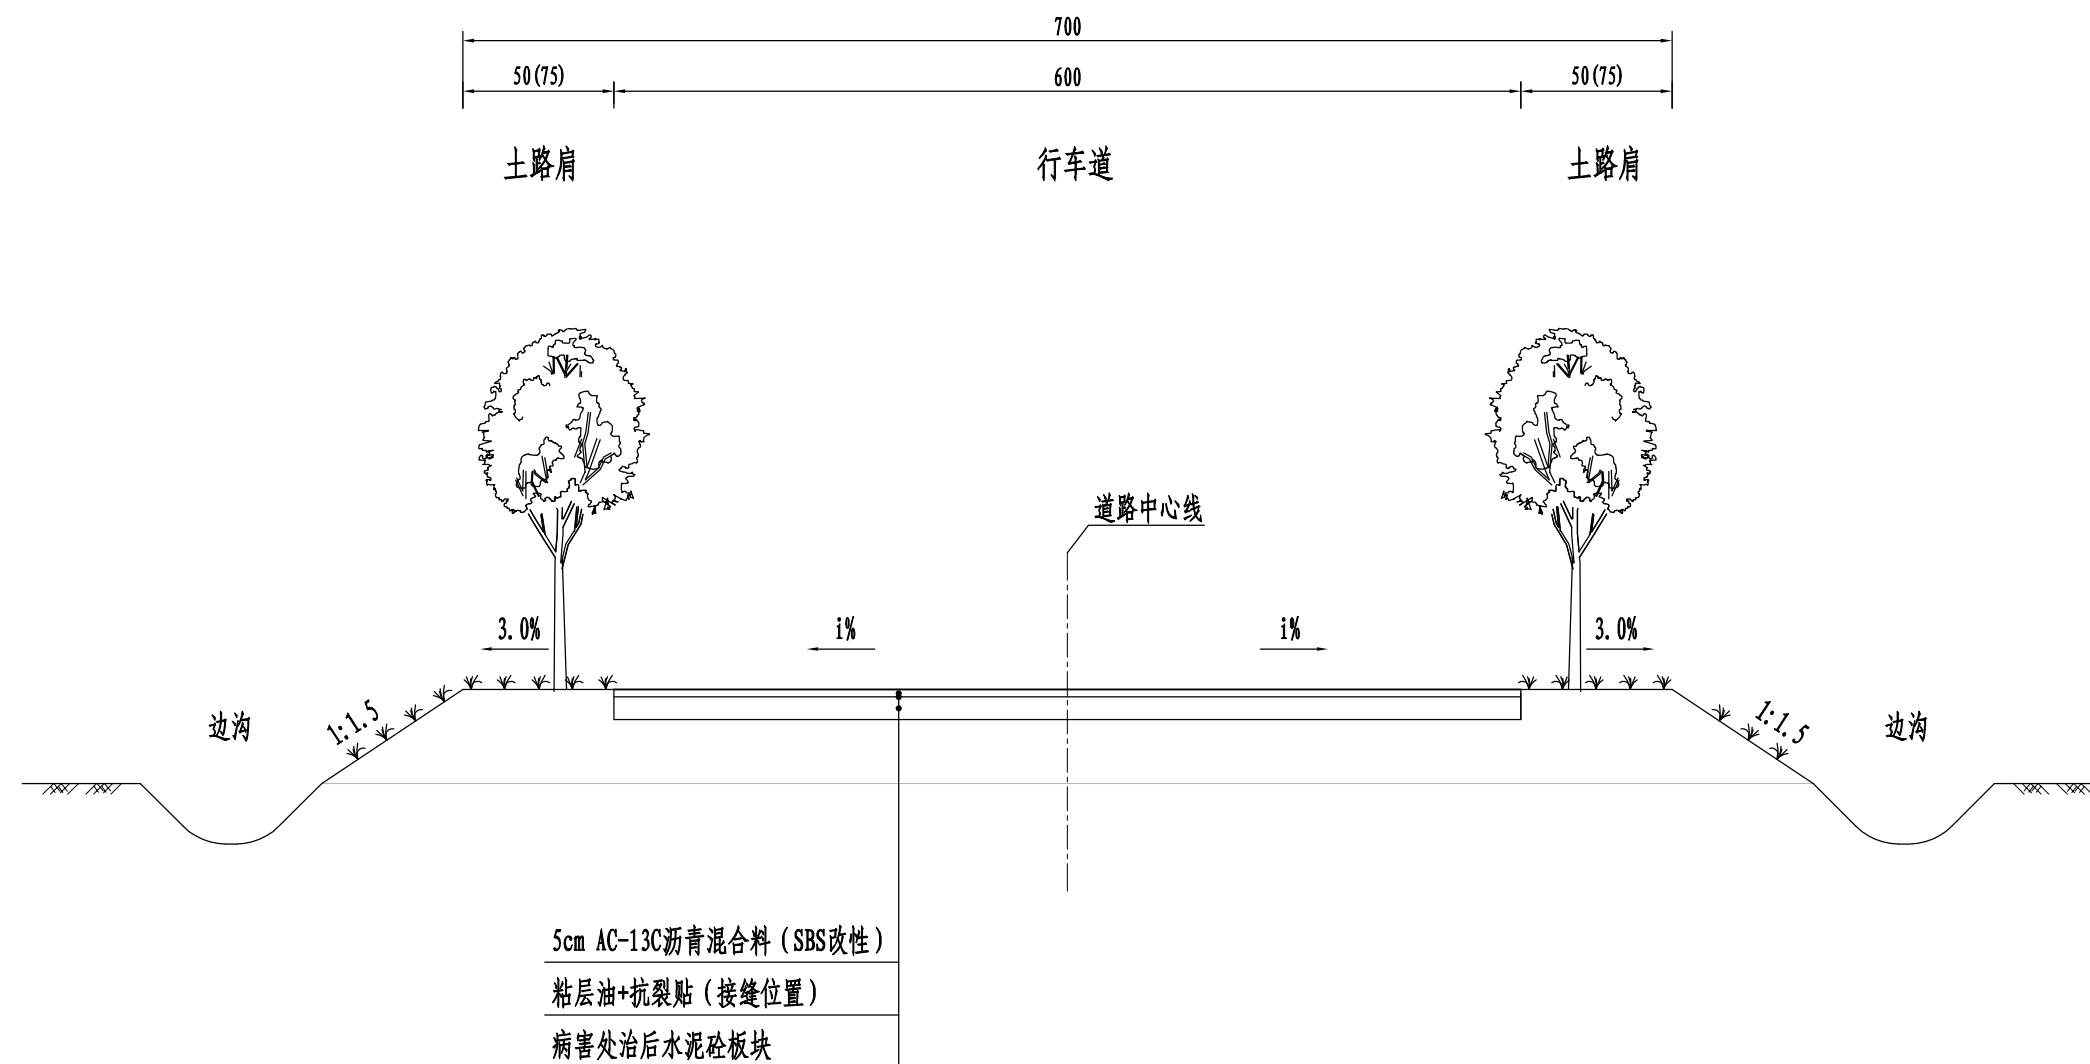 700
50(75) 600 50(75)
土路肩 行车道 土路肩
道路中心线
3.0% i% i% 3.0%
边沟 1:1.5 1:1.5 边沟
5cm AC-13C沥青混合料（SBS改性）
粘层油+抗裂贴（接缝位置）
病害处治后水泥砼板块